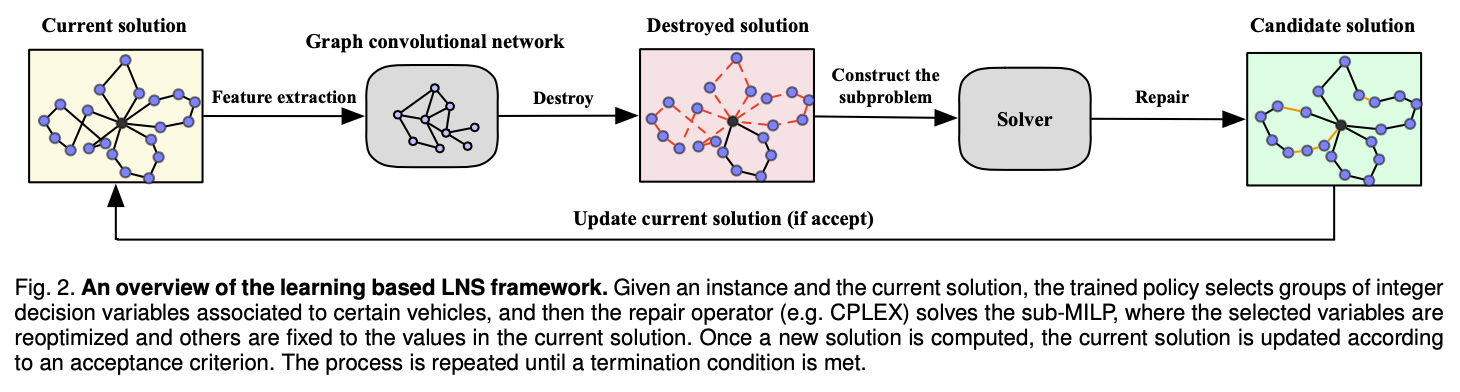 Current solution
Graph convolutional network
Destroyed solution
Candidate solution
Feature extraction
Destroy
Construct the
subproblem
Solver
Repair
Update current solution (if accept)
Fig. 2. An overview of the learning based LNS framework. Given an instance and the current solution, the trained policy selects groups of integer
decision variables associated to certain vehicles, and then the repair operator (e.g. CPLEX) solves the sub-MILP, where the selected variables are
reoptimized and others are fixed to the values in the current solution. Once a new solution is computed, the current solution is updated according
to an acceptance criterion. The process is repeated until a termination condition is met.